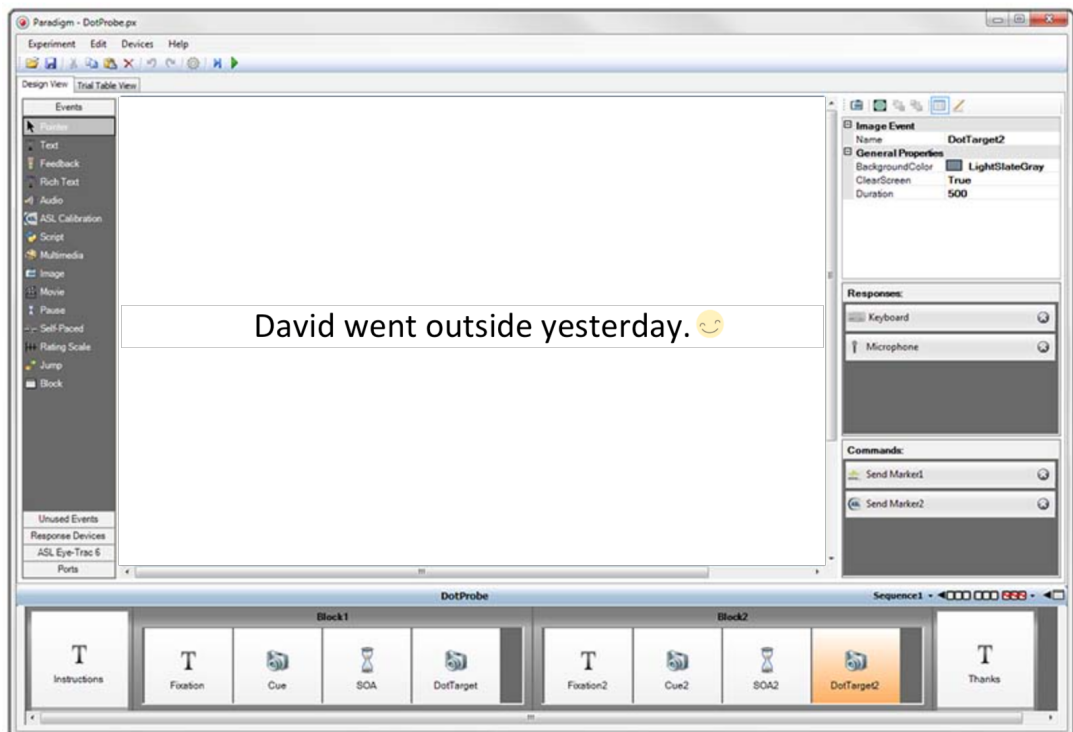 Paradigm - DotProbe.px
Experiment Edit Devices Help
Design View Trial Table View
Events
Pointer
Text
Feedback
Rich Text
Audio
ASL Calibration
Script
Multimedia
Image
Movie
Pause
Self-Paced
Rating Scale
Jump
Block
Unused Events
Response Devices
ASL Eye-Trac 6
Ports
David went outside yesterday. 😊
Image Event
Name DotTarget2
General Properties
BackgroundColor LightSlateGray
ClearScreen True
Duration 500
Responses:
Keyboard
Microphone
Commands:
Send Marker1
Send Marker2
DotProbe Sequence1
Block1 Block2
Instructions Fixation Cue SOA DotTarget Fixation2 Cue2 SOA2 DotTarget2 Thanks